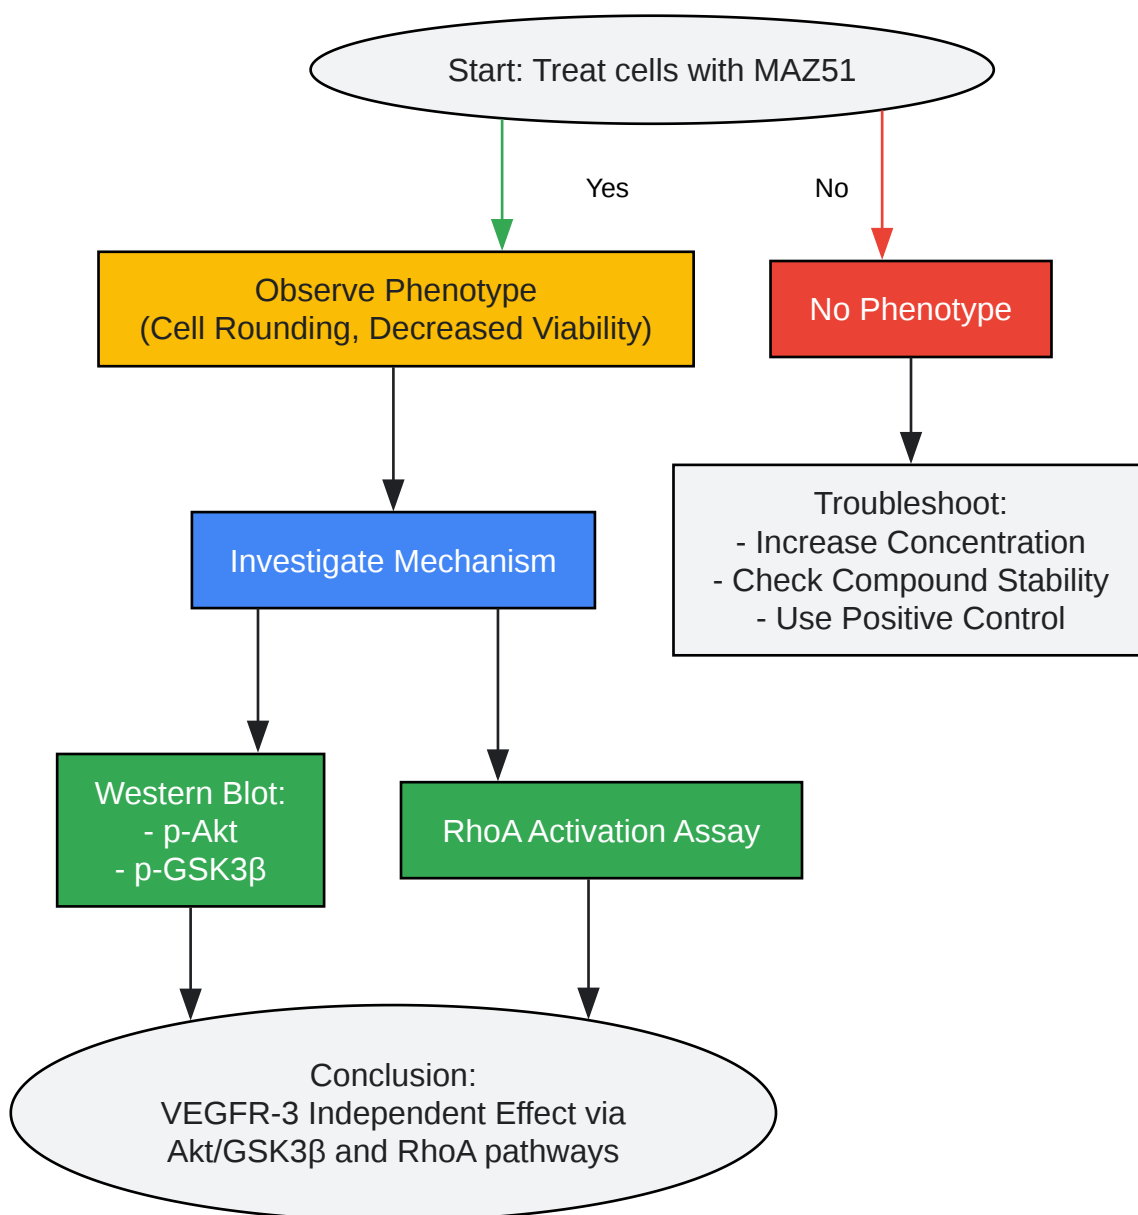 Start: Treat cells with MAZ51
Yes
No
Observe Phenotype
(Cell Rounding, Decreased Viability)
No Phenotype
Troubleshoot:
- Increase Concentration
- Check Compound Stability
- Use Positive Control
Investigate Mechanism
Western Blot:
- p-Akt
- p-GSK3β
RhoA Activation Assay
Conclusion:
VEGFR-3 Independent Effect via
Akt/GSK3β and RhoA pathways